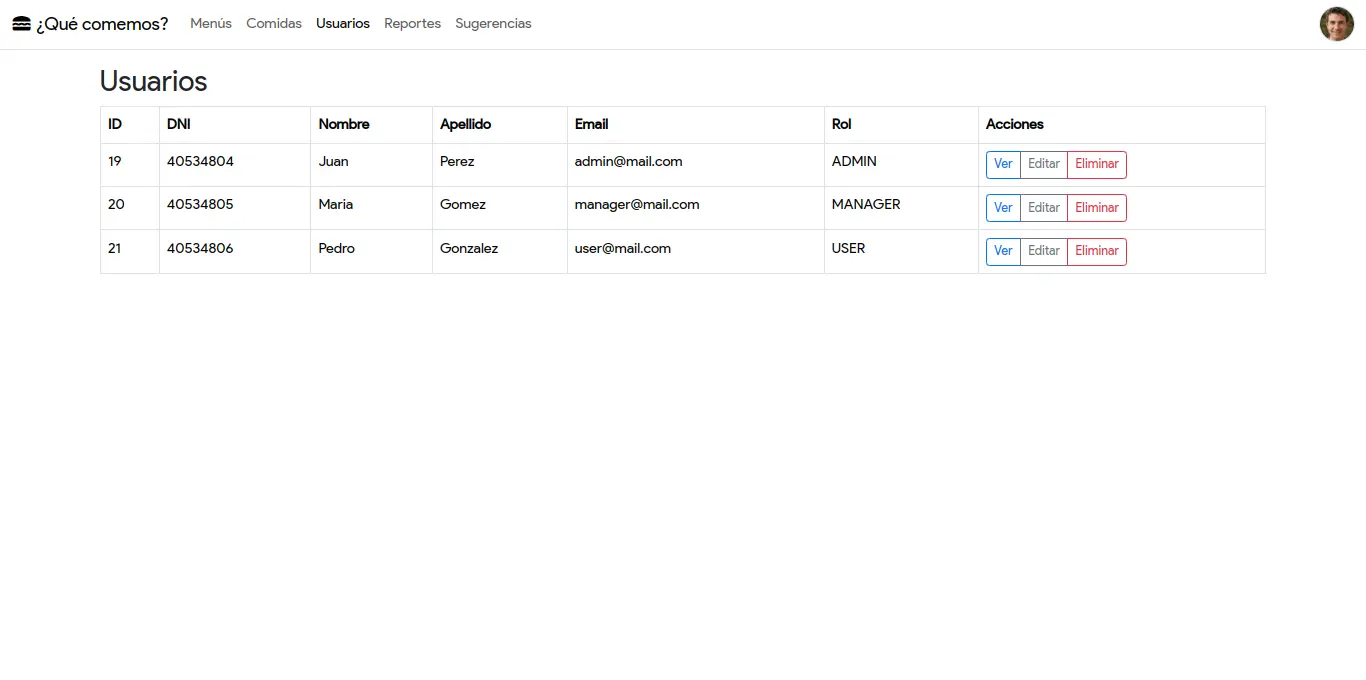 ¿Qué comemos? Menús Comidas Usuarios Reportes Sugerencias
Usuarios
ID DNI Nombre Apellido Email Rol Acciones
19 40534804 Juan Perez admin@mail.com ADMIN Ver Editar Eliminar
20 40534805 Maria Gomez manager@mail.com MANAGER Ver Editar Eliminar
21 40534806 Pedro Gonzalez user@mail.com USER Ver Editar Eliminar